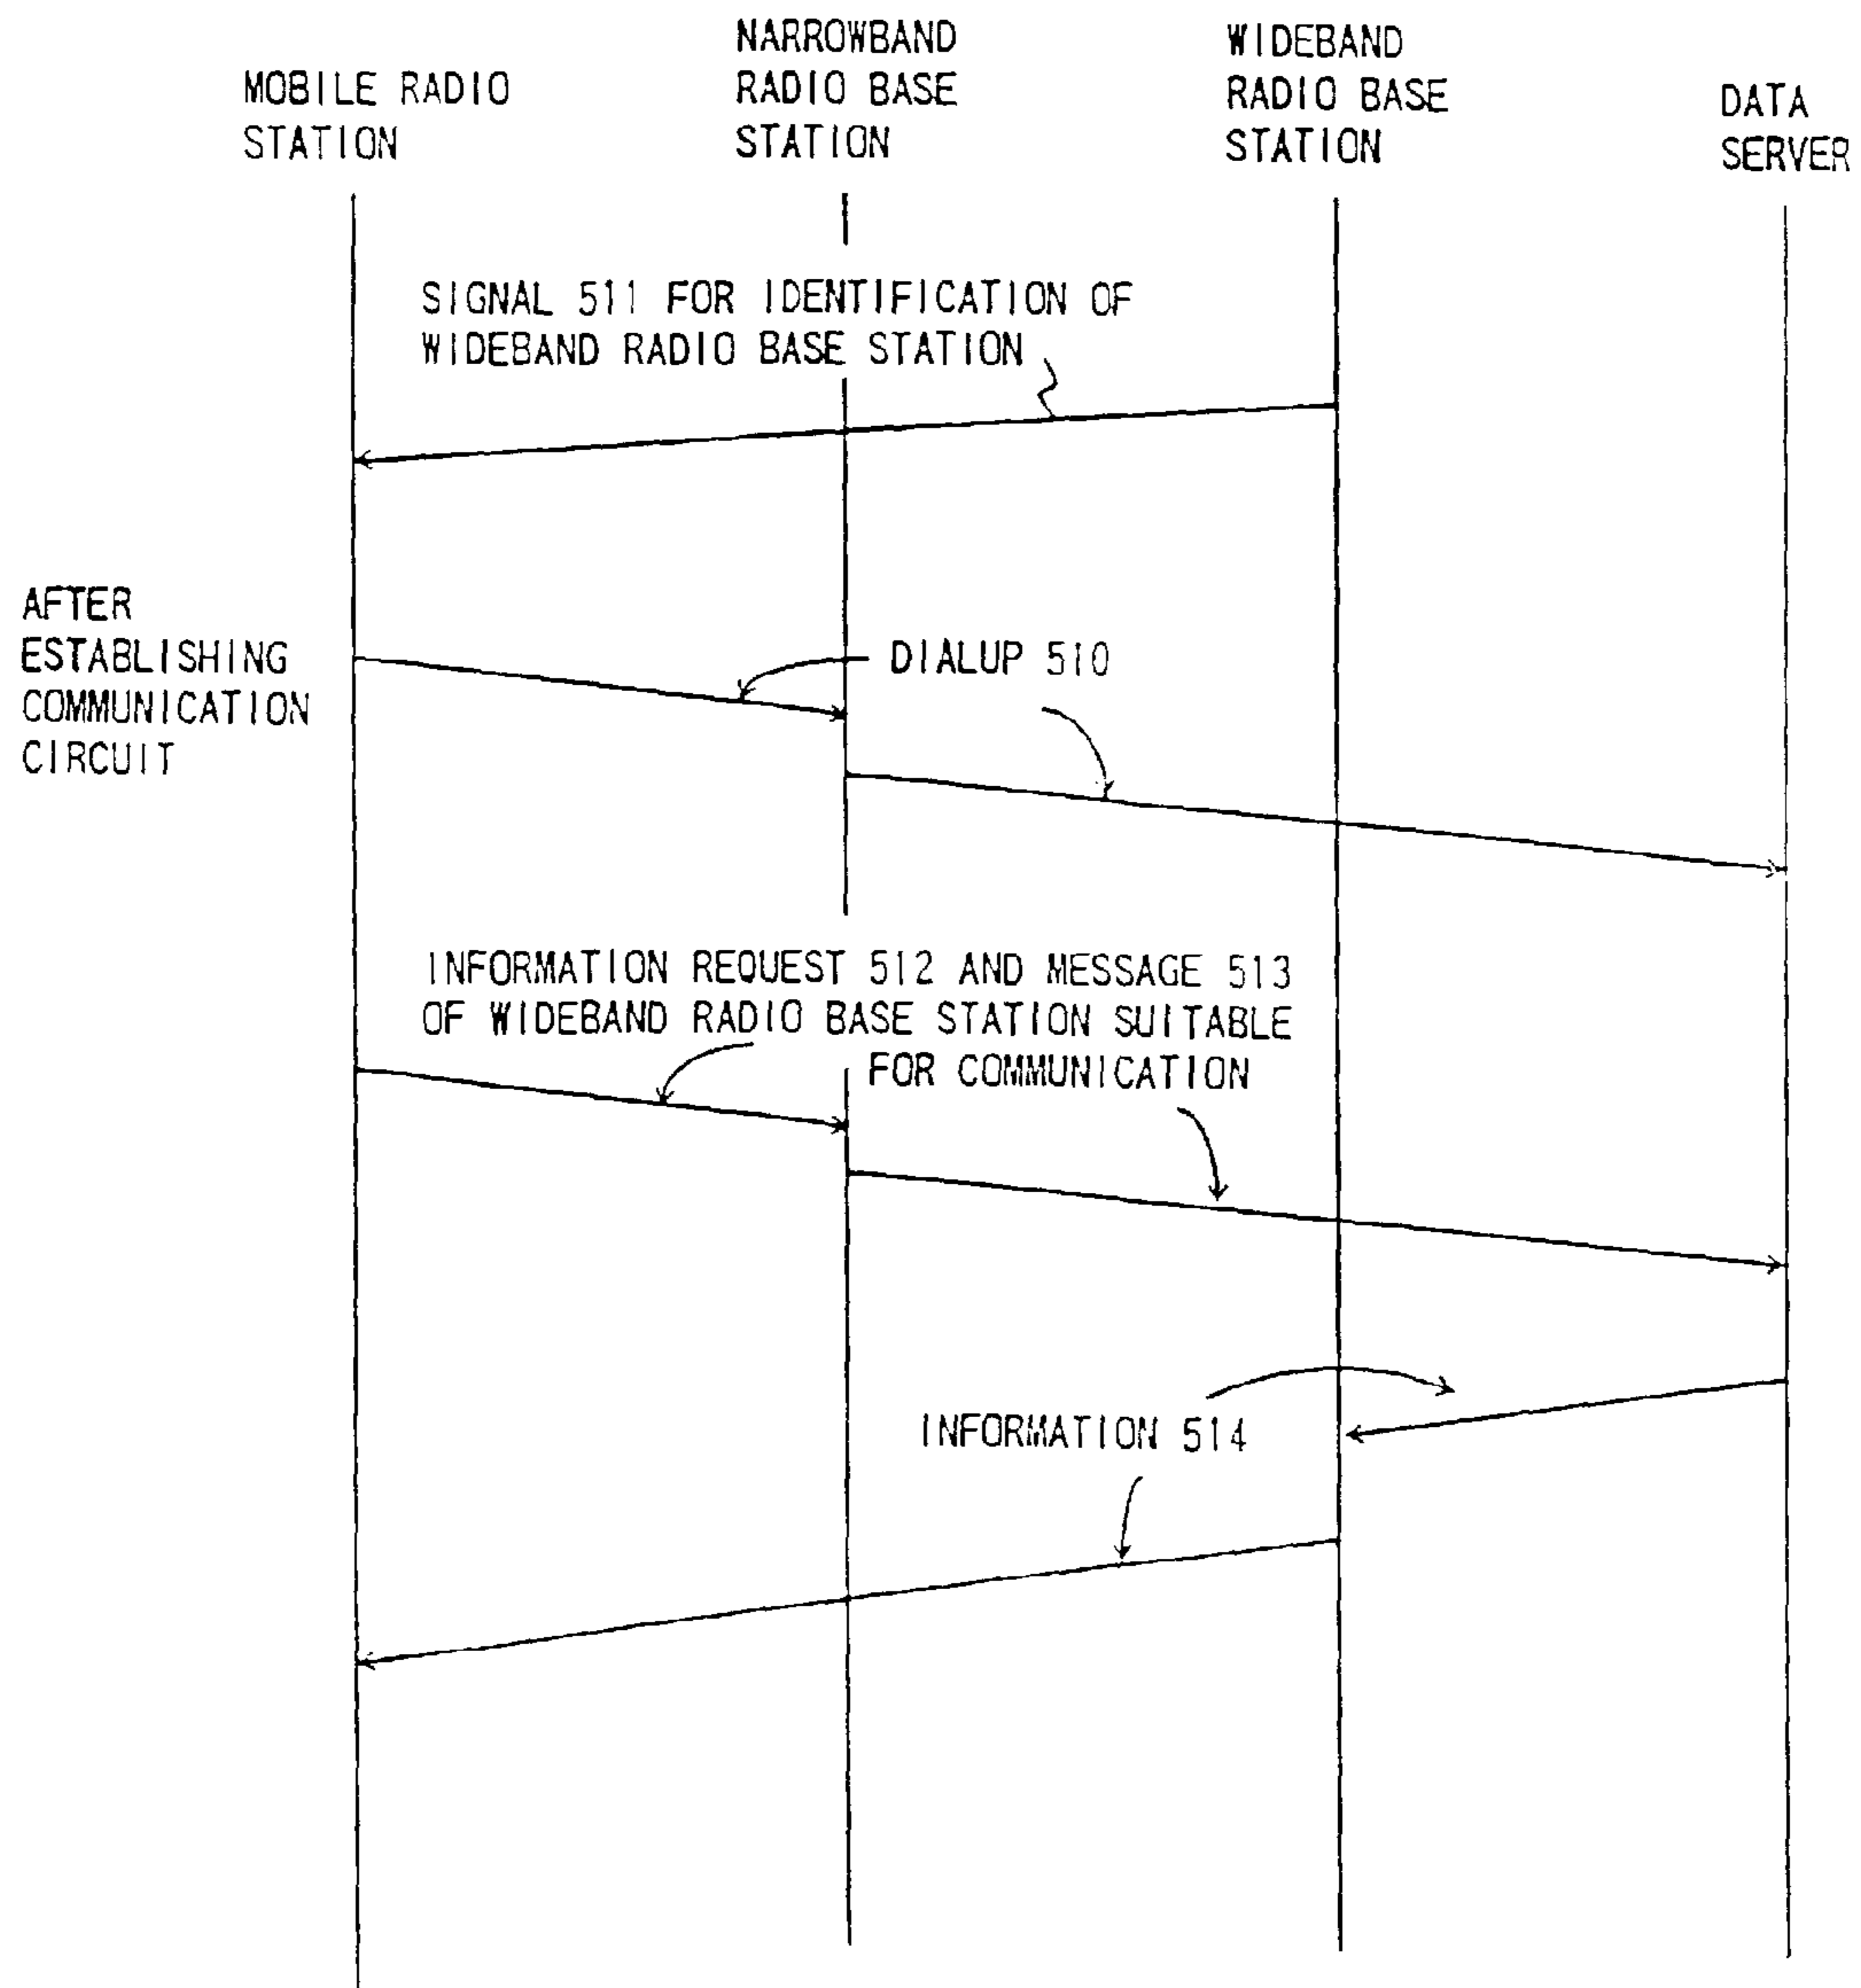 MOBILE RADIO
STATION
NARROWBAND
RADIO BASE
STATION
WIDEBAND
RADIO BASE
STATION
DATA
SERVER
SIGNAL 511 FOR IDENTIFICATION OF
WIDEBAND RADIO BASE STATION
AFTER
ESTABLISHING
COMMUNICATION
CIRCUIT
DIALUP 510
INFORMATION REQUEST 512 AND MESSAGE 513
OF WIDEBAND RADIO BASE STATION SUITABLE
FOR COMMUNICATION
INFORMATION 514